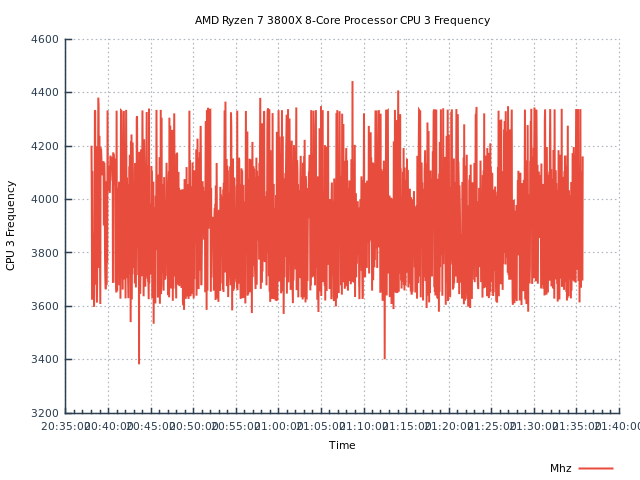 AMD Ryzen 7 3800X 8-Core Processor CPU 3 Frequency
4600
4400
4200
4000
3800
3600
3400
3200
CPU 3 Frequency
20:35:00 20:40:00 20:45:00 20:50:00 20:55:00 21:00:00 21:05:00 21:10:00 21:15:00 21:20:00 21:25:00 21:30:00 21:35:00 21:40:00
Time
Mhz